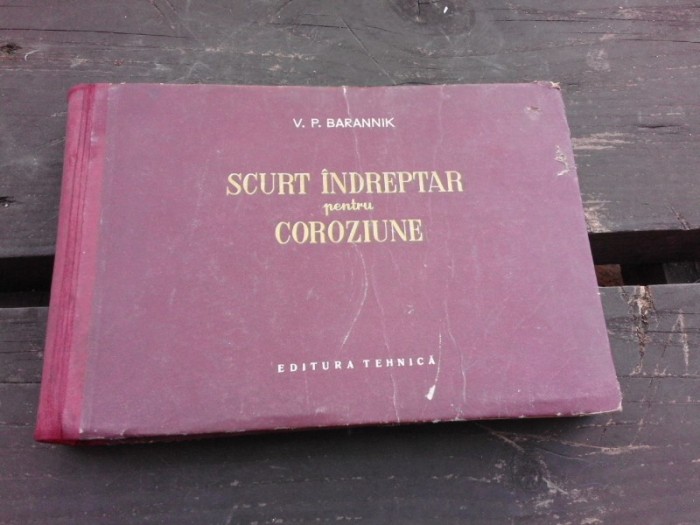 V. P. BARANNIK
SCURT ÎNDREPTAR
pentru
COROZIUNE
EDITURA TEHNICĂ